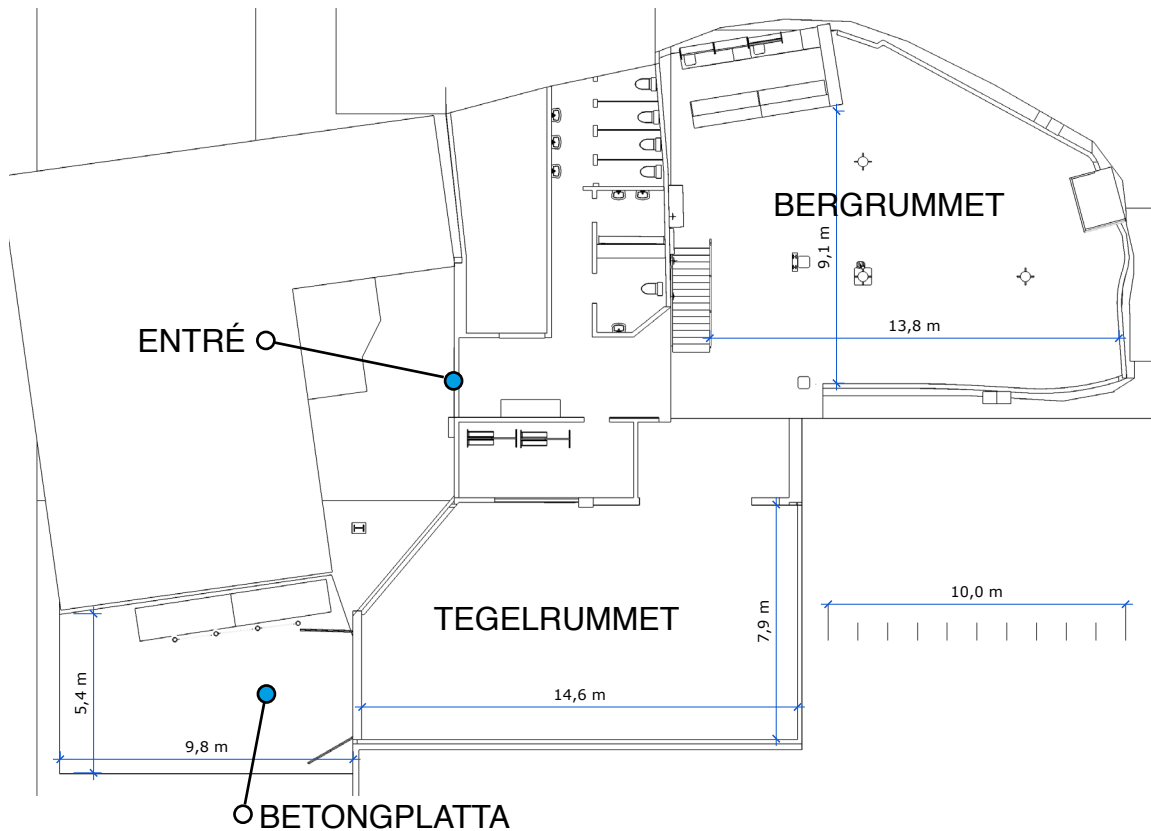 BERGRUMMET
9,1 m
13,8 m
ENTRÉ
10,0 m
TEGELRUMMET
7,9 m
14,6 m
5,4 m
9,8 m
BETONGPLATTA